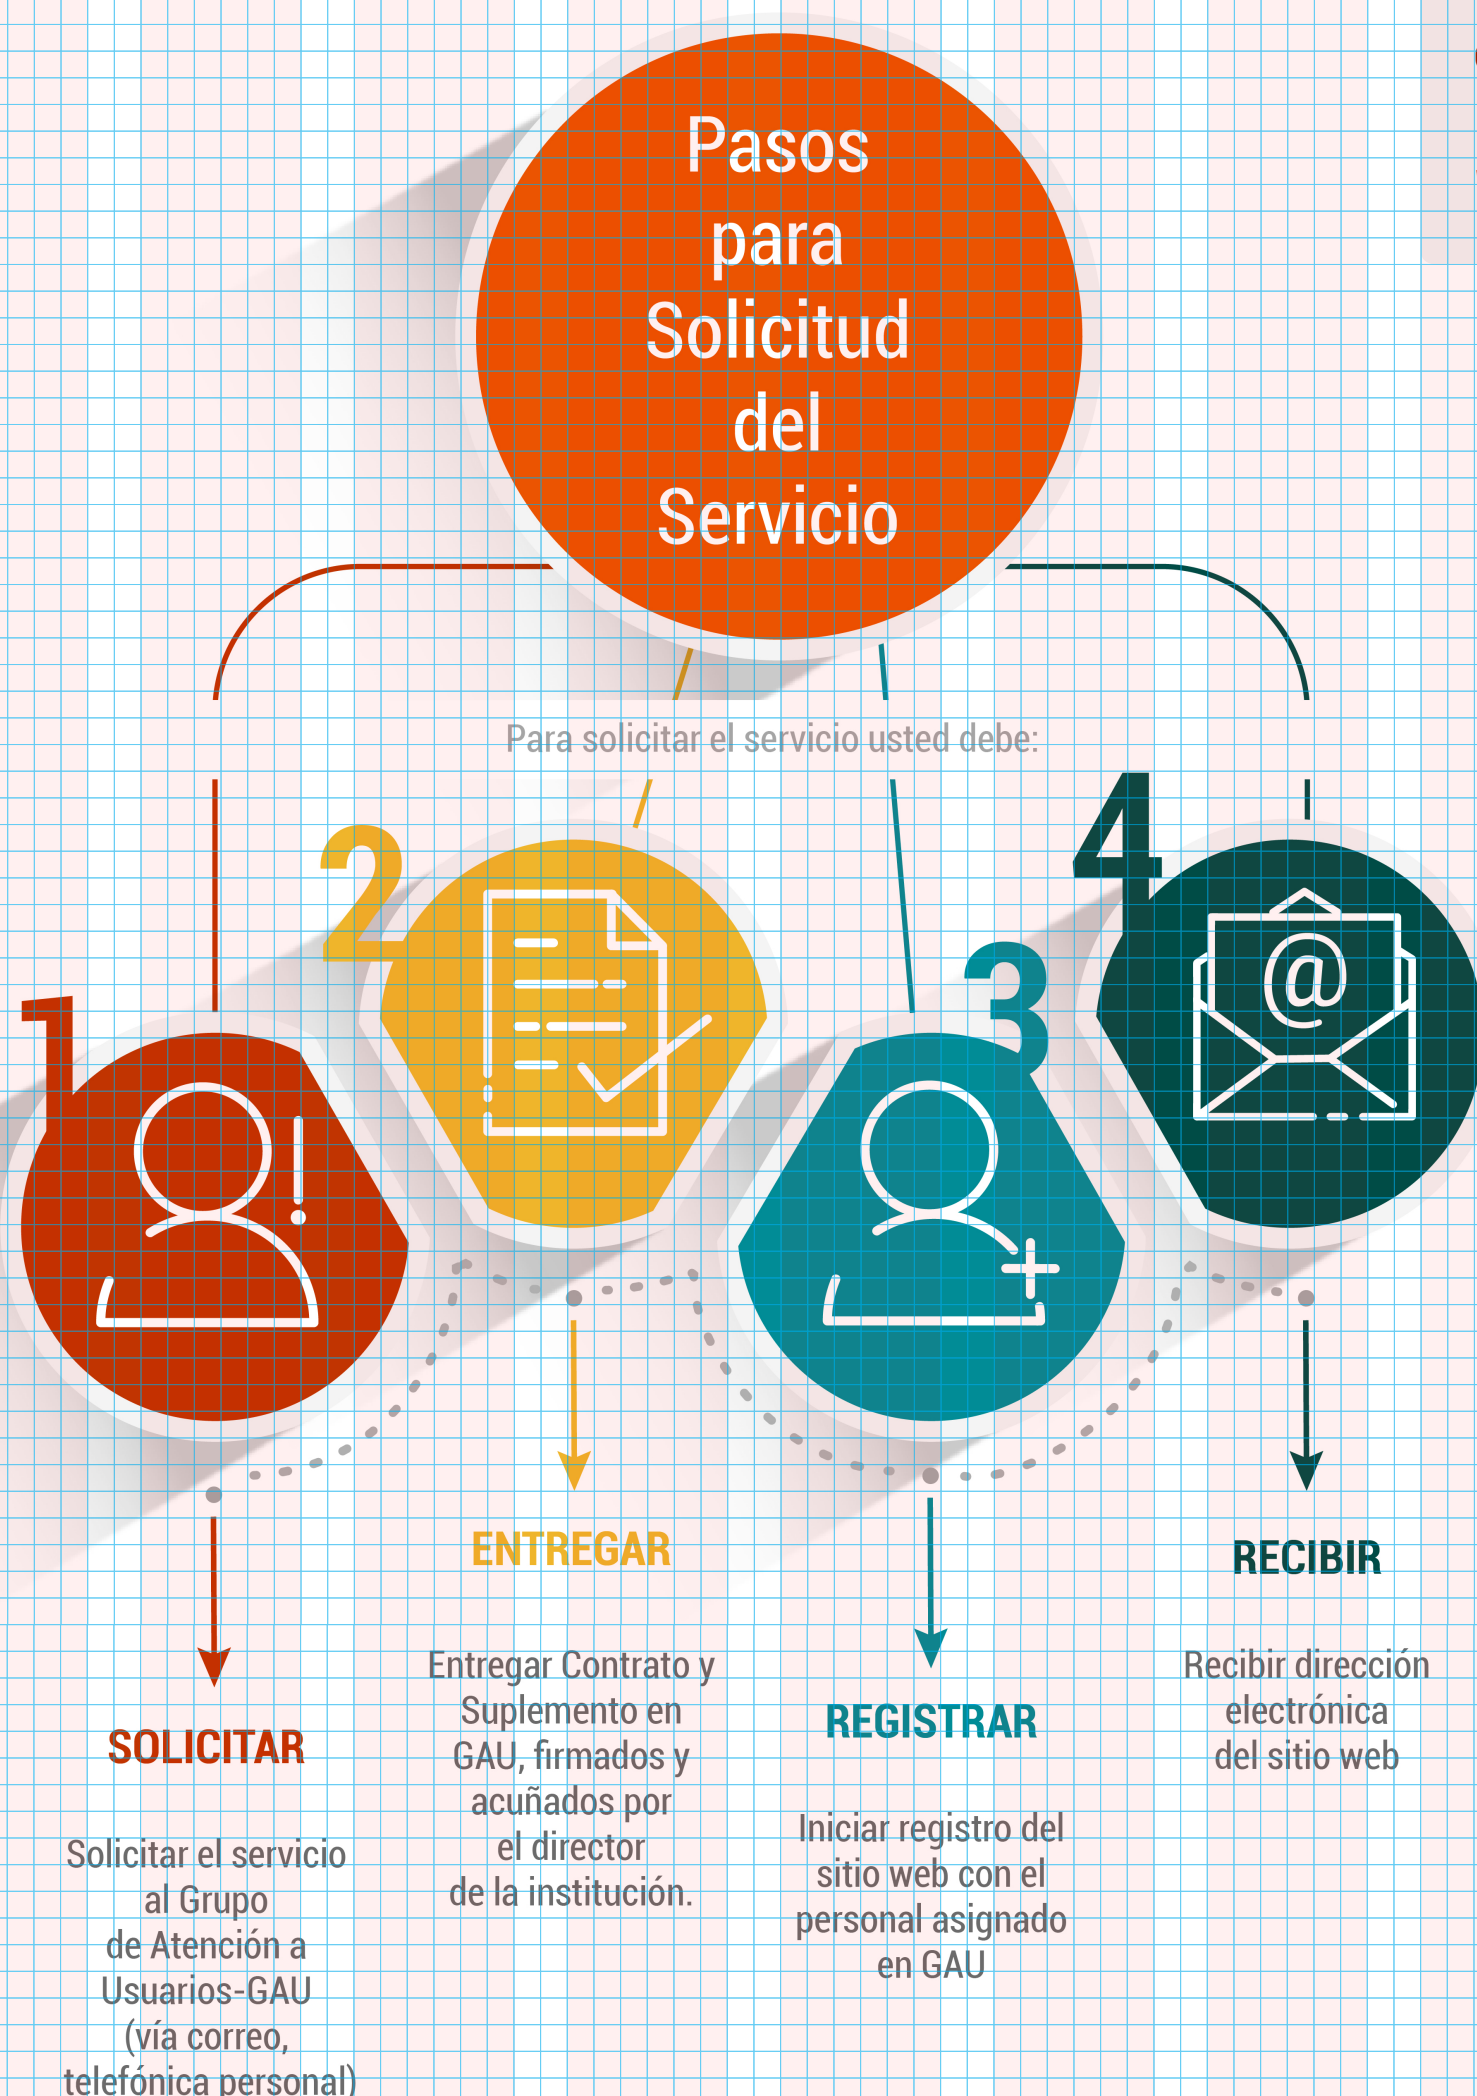 Pasos
para
Solicitud
del
Servicio
Para solicitar el servicio usted debe:
1
SOLICITAR
Solicitar el servicio
al Grupo
de Atención a
Usuarios-GAU
(vía correo,
telefónica personal)
2
ENTREGAR
Entregar Contrato y
Suplemento en
GAU, firmados y
acuñados por
el director
de la institución.
3
REGISTRAR
Iniciar registro del
sitio web con el
personal asignado
en GAU
4
@
RECIBIR
Recibir dirección
electrónica
del sitio web